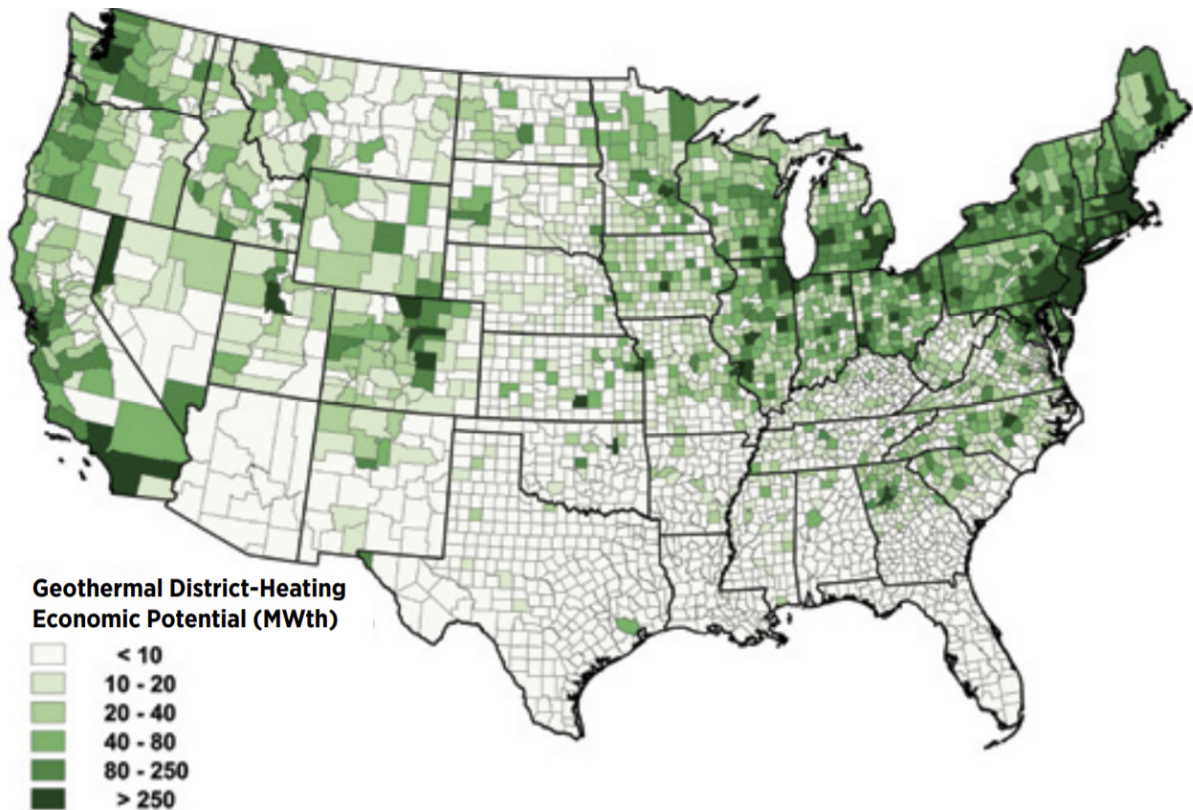 Geothermal District-Heating
Economic Potential (MWth)
< 10
10 - 20
20 - 40
40 - 80
80 - 250
> 250